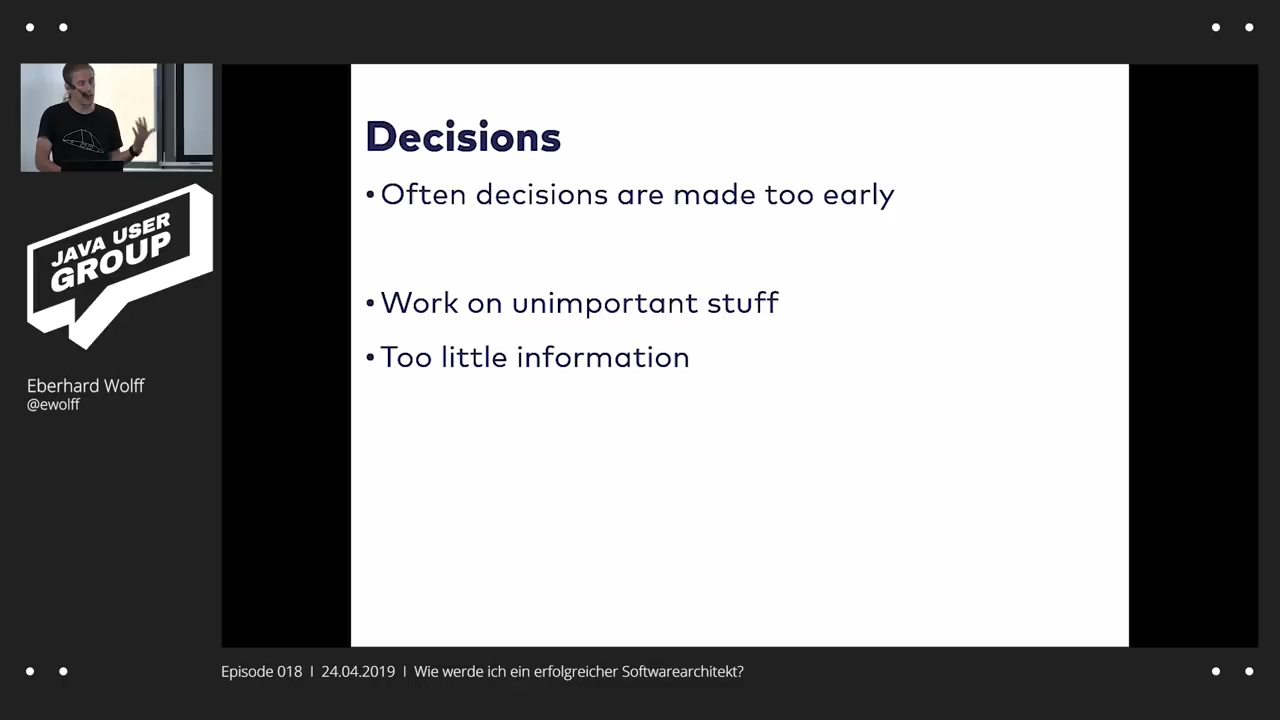 JAVA USER
GROUP
Eberhard Wolff
@ewolff
Decisions
• Often decisions are made too early
• Work on unimportant stuff
• Too little information
Episode 018 | 24.04.2019 | Wie werde ich ein erfolgreicher Softwarearchitekt?